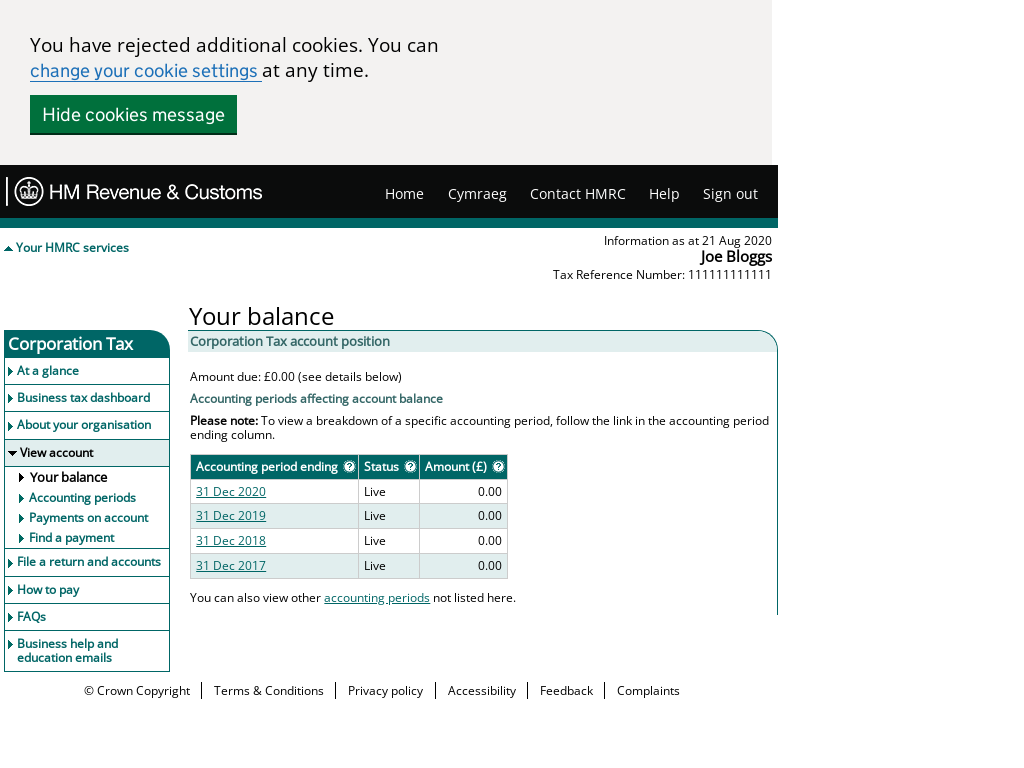 You have rejected additional cookies. You can
change your cookie settings at any time.
Hide cookies message
HM Revenue & Customs
Home Cymraeg Contact HMRC Help Sign out
Your HMRC services
Information as at 21 Aug 2020
Joe Bloggs
Tax Reference Number: 111111111111
Your balance
Corporation Tax
At a glance
Business tax dashboard
About your organisation
View account
Your balance
Accounting periods
Payments on account
Find a payment
File a return and accounts
How to pay
FAQs
Business help and
education emails
Corporation Tax account position
Amount due: £0.00 (see details below)
Accounting periods affecting account balance
Please note: To view a breakdown of a specific accounting period, follow the link in the accounting period
ending column.
Accounting period ending ? Status ? Amount (£) ?
31 Dec 2020 Live 0.00
31 Dec 2019 Live 0.00
31 Dec 2018 Live 0.00
31 Dec 2017 Live 0.00
You can also view other accounting periods not listed here.
© Crown Copyright Terms & Conditions Privacy policy Accessibility Feedback Complaints